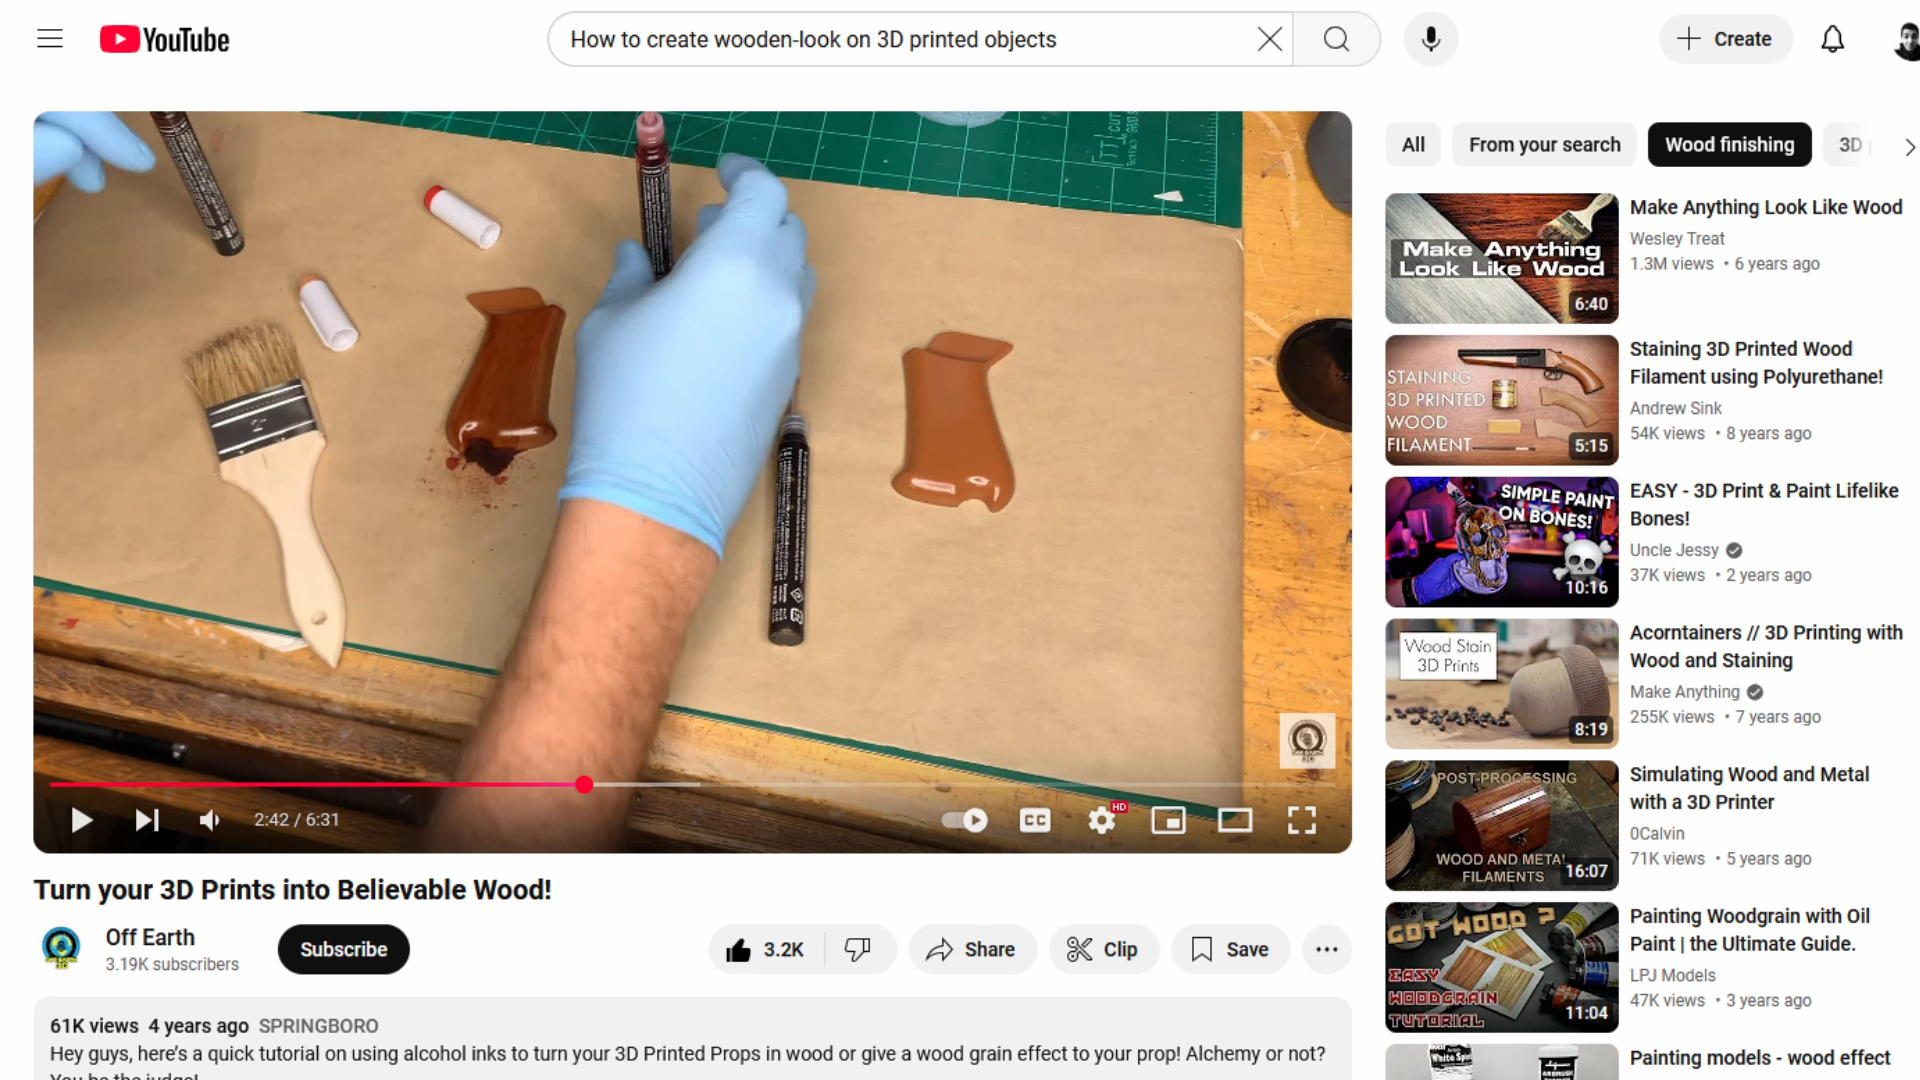 YouTube
How to create wooden-look on 3D printed objects
Create
All
From your search
Wood finishing
3D
Make Anything
Look Like Wood
6:40
Make Anything Look Like Wood
Wesley Treat
1.3M views • 6 years ago
STAINING
3D PRINTED
WOOD
FILAMENT
5:15
Staining 3D Printed Wood
Filament using Polyurethane!
Andrew Sink
54K views • 8 years ago
SIMPLE PAINT
ON BONES!
10:16
EASY - 3D Print & Paint Lifelike
Bones!
Uncle Jessy
37K views • 2 years ago
Wood Stain
3D Prints
8:19
Acorntainers // 3D Printing with
Wood and Staining
Make Anything
255K views • 7 years ago
POST-PROCESSING
WOOD AND METAL
FILAMENTS
16:07
Simulating Wood and Metal
with a 3D Printer
0Calvin
71K views • 5 years ago
GOT WOOD ?
EASY
WOODGRAIN
TUTORIAL
11:04
Painting Woodgrain with Oil
Paint | the Ultimate Guide.
LPJ Models
47K views • 3 years ago
White Spirit
Painting models - wood effect
2"
2:42 / 6:31
CC
HD
Turn your 3D Prints into Believable Wood!
Off Earth
3.19K subscribers
Subscribe
3.2K
Share
Clip
Save
61K views 4 years ago SPRINGBORO
Hey guys, here's a quick tutorial on using alcohol inks to turn your 3D Printed Props in wood or give a wood grain effect to your prop! Alchemy or not?
You be the judge!